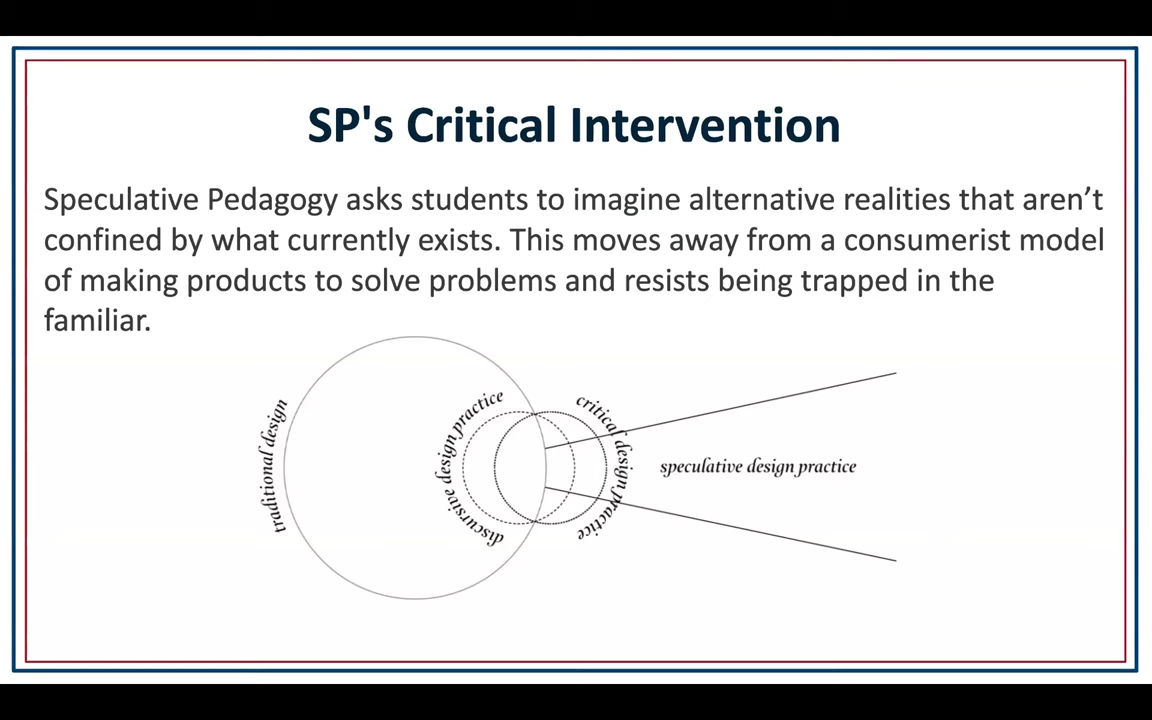 SP's Critical Intervention
Speculative Pedagogy asks students to imagine alternative realities that aren’t
confined by what currently exists. This moves away from a consumerist model
of making products to solve problems and resists being trapped in the
familiar.
traditional design
discursive design practice
critical design practice
speculative design practice